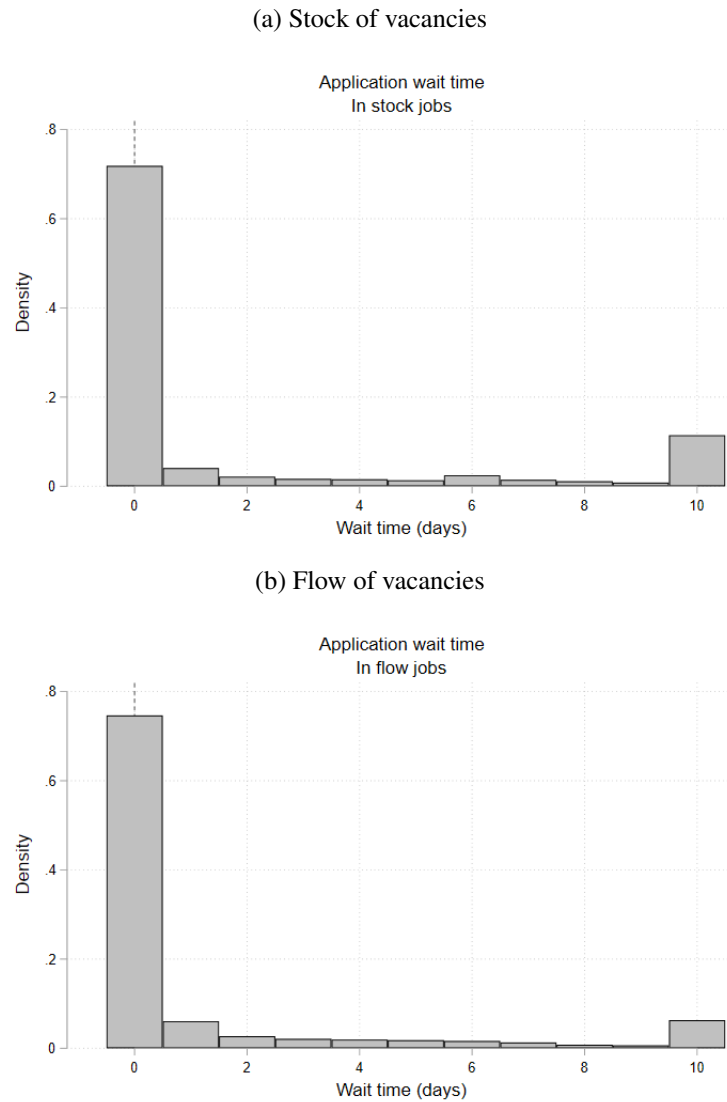 (a) Stock of vacancies
Application wait time
In stock jobs
.8
.6
.4
.2
0
Density
0 2 4 6 8 10
Wait time (days)
(b) Flow of vacancies
Application wait time
In flow jobs
.8
.6
.4
.2
0
Density
0 2 4 6 8 10
Wait time (days)